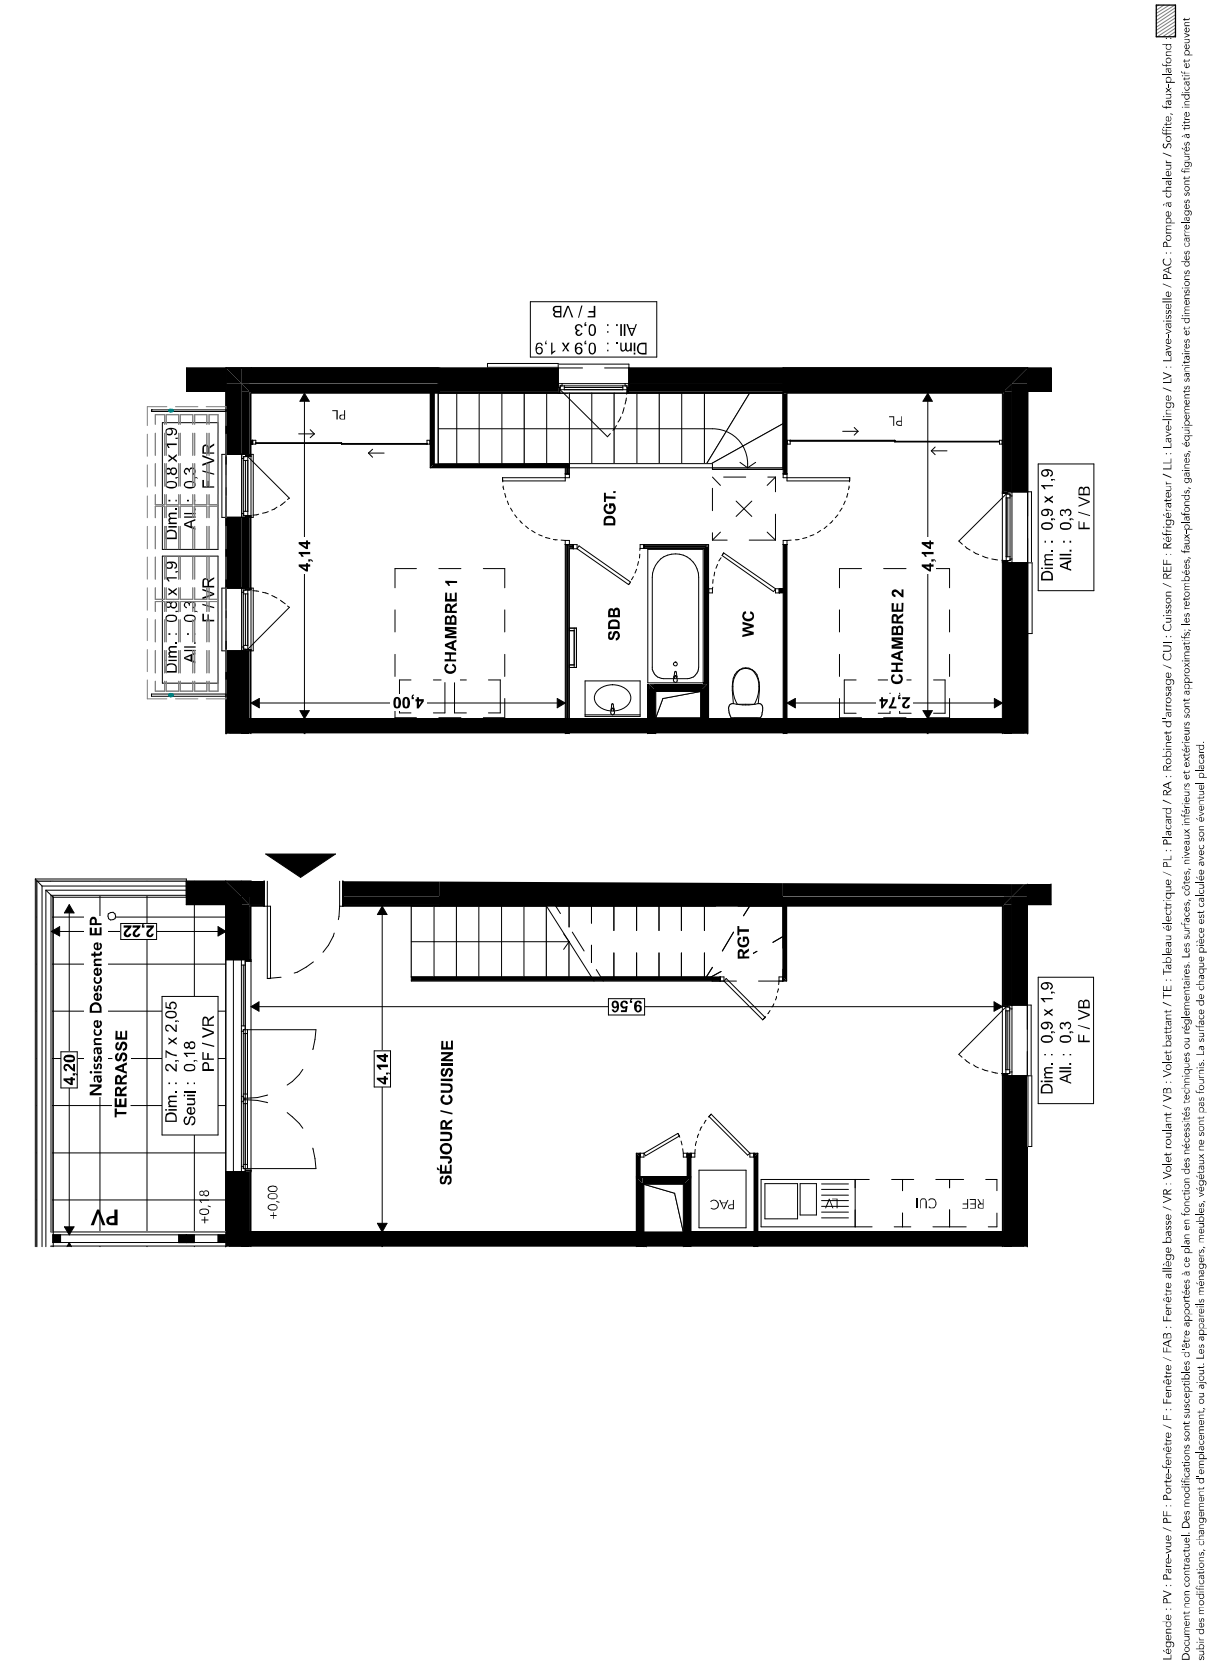 Dim. : 0,9 x 1,9
All. : 0,3
F / VB
Dim. : 0,8 x 1,9
All. : 0,3
F / VR
Dim. : 0,8 x 1,9
All. : 0,3
F / VR
PL
4,14
CHAMBRE 1
4,00
DGT.
SDB
WC
PL
4,14
CHAMBRE 2
2,74
Dim. : 0,9 x 1,9
All. : 0,3
F / VB
Naissance Descente EP
2,22
4,20
TERRASSE
Dim. : 2,7 x 2,05
Seuil : 0,18
PF / VR
PV
+0,18
+0,00
4,14
SÉJOUR / CUISINE
9,56
RGT
PAC
LV
CUI
REF
Dim. : 0,9 x 1,9
All. : 0,3
F / VB
Légende : PV : Pare-vue / PF : Porte-fenêtre / F : Fenêtre / FAB : Fenêtre allège basse / VR : Volet roulant / VB : Volet battant / TE : Tableau électrique / PL : Placard / RA : Robinet d'arrosage / CUI : Cuisson / REF : Réfrigérateur / LL : Lave-linge / LV : Lave-vaisselle / PAC : Pompe à chaleur / Soffite, faux-plafond :
Document non contractuel. Des modifications sont susceptibles d'être apportées à ce plan en fonction des nécessités techniques ou réglementaires. Les surfaces, côtes, niveaux inférieurs et extérieurs sont approximatifs; les retombées, faux-plafonds, gaines, équipements sanitaires et dimensions des carrelages sont figurés à titre indicatif et peuvent
subir des modifications, changement d'emplacement, ou ajout. Les appareils ménagers, meubles, végétaux ne sont pas fournis. La surface de chaque pièce est calculée avec son éventuel placard.